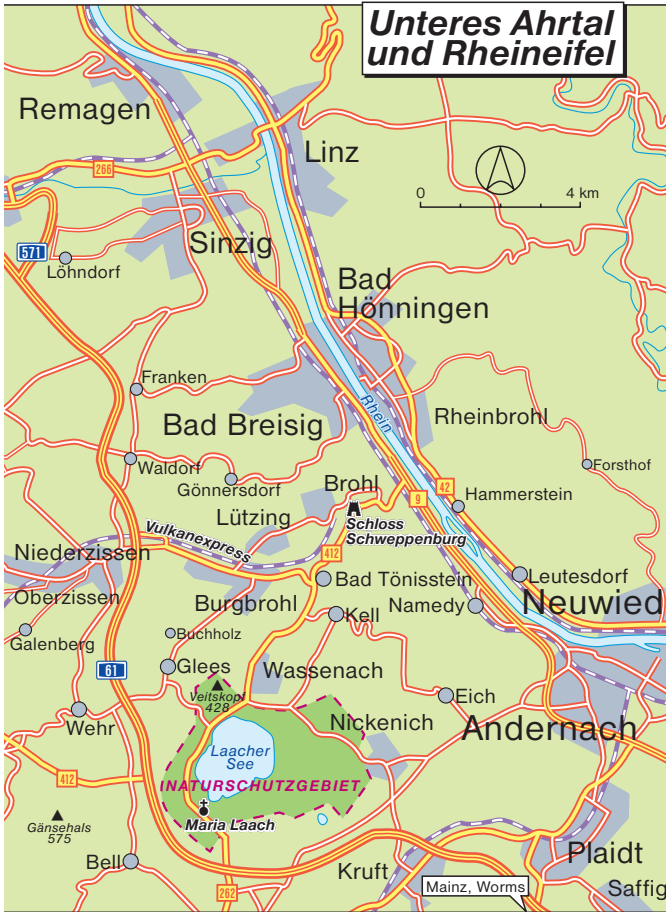 Unteres Ahrtal
und Rheineifel
Remagen
Linz
266
0
4 km
Sinzig
571
Löhndorf
Bad
Hönningen
Franken
Rhein
Bad Breisig
Rheinbrohl
Waldorf
Forsthof
Gönnersdorf
Brohl
9
42
Hammerstein
Lützing
Schloss
Schweppenburg
Vulkanexpress
412
Niederzissen
Bad Tönisstein
Leutesdorf
Oberzissen
Burgbrohl
Namedy
Neuwied
Kell
Galenberg
Buchholz
61
Glees
Wassenach
Veitskopf
428
Eich
Wehr
Nickenich
Andernach
Laacher
See
412
NATURSCHUTZGEBIET
Gänsehals
575
Maria Laach
Bell
Plaidt
Kruft
262
Mainz, Worms
Saffig